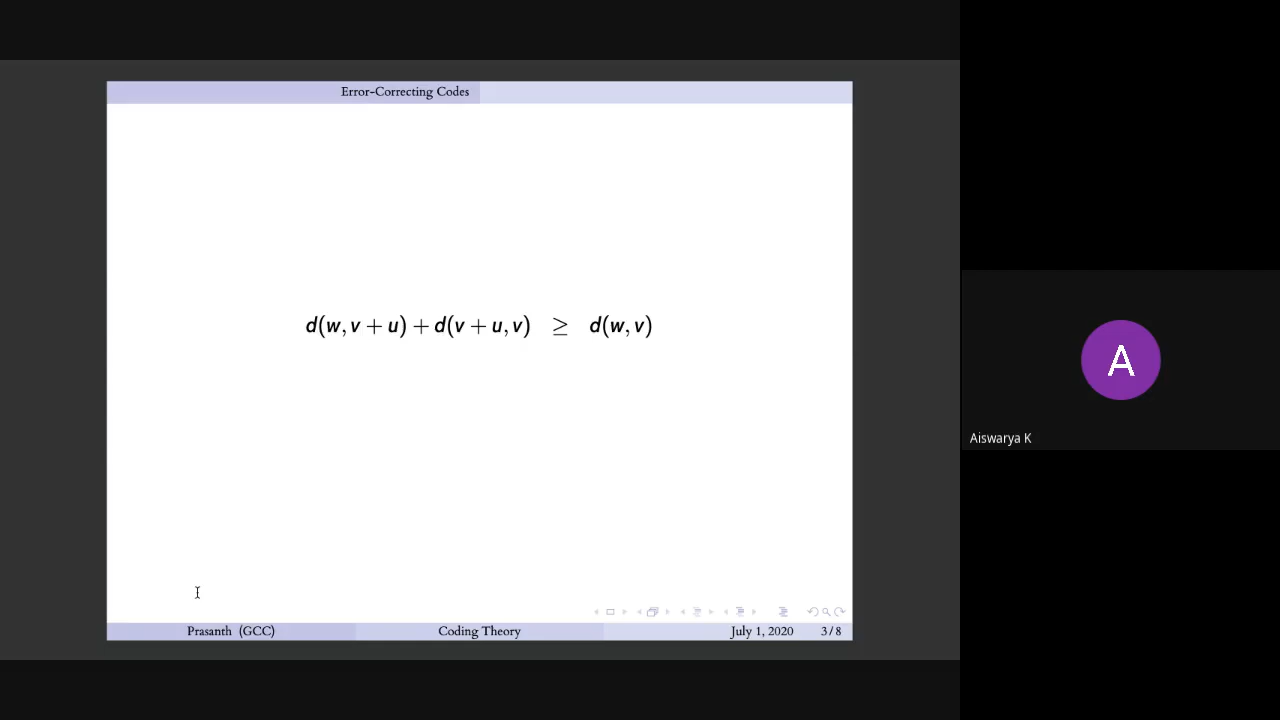 Error-Correcting Codes
d(w, v + u) + d(v + u, v) ≥ d(w, v)
A
Aiswarya K
Prasanth (GCC) Coding Theory July 1, 2020 3 / 8